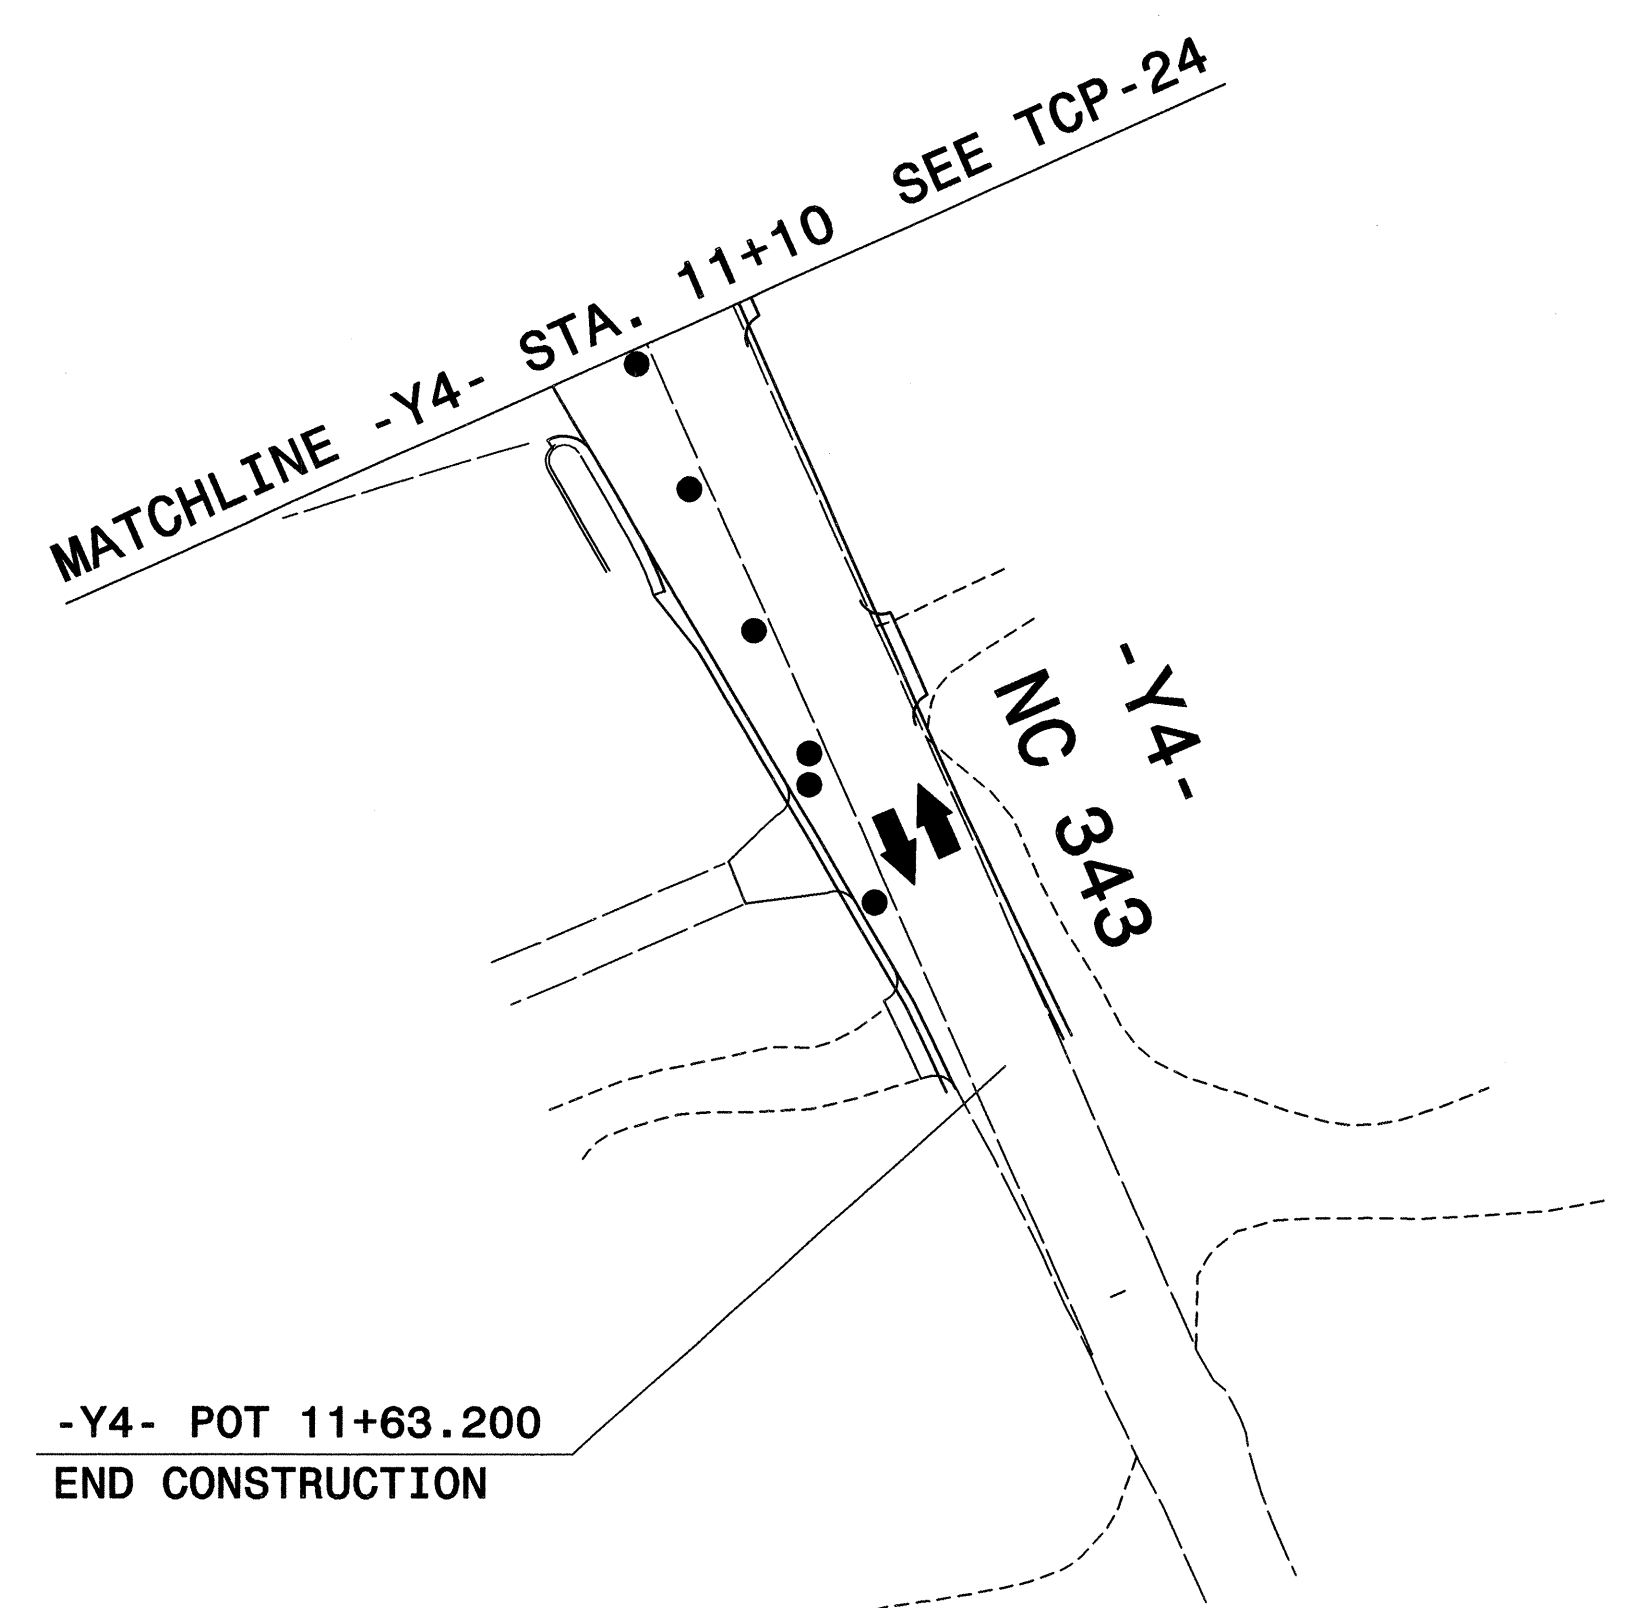 MATCHLINE -Y4- STA. 11+10 SEE TCP-24
-Y4-
NC 343
-Y4- POT 11+63.200
END CONSTRUCTION